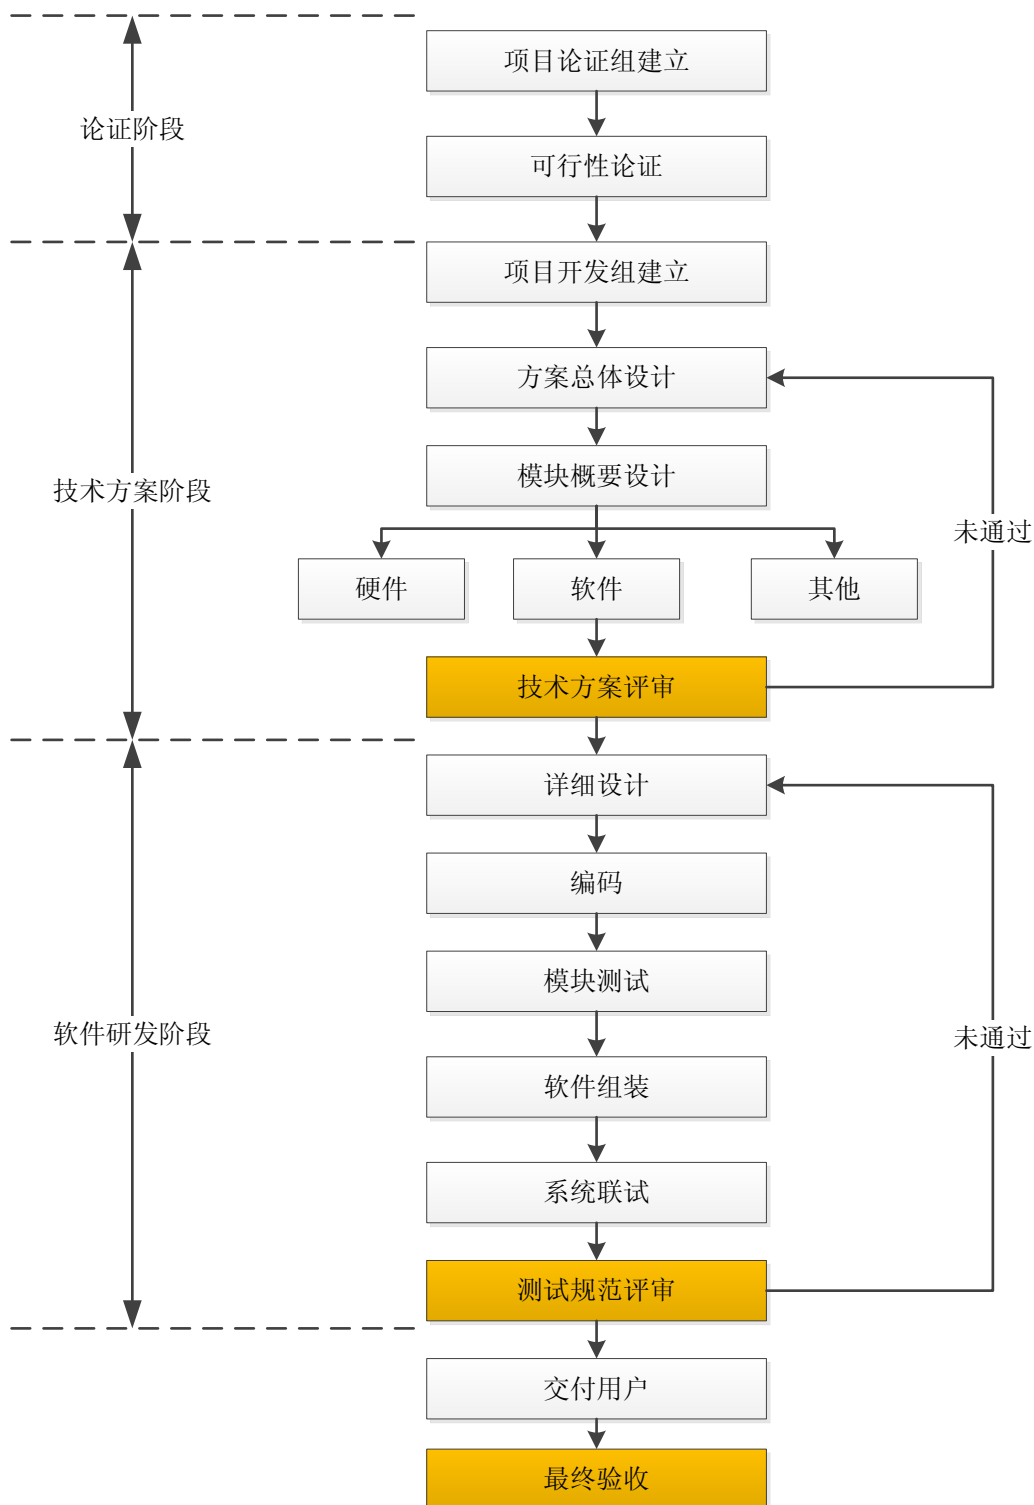 项目论证组建立
论证阶段
可行性论证
项目开发组建立
方案总体设计
模块概要设计
技术方案阶段
未通过
硬件
软件
其他
技术方案评审
详细设计
编码
模块测试
软件研发阶段
未通过
软件组装
系统联试
测试规范评审
交付用户
最终验收